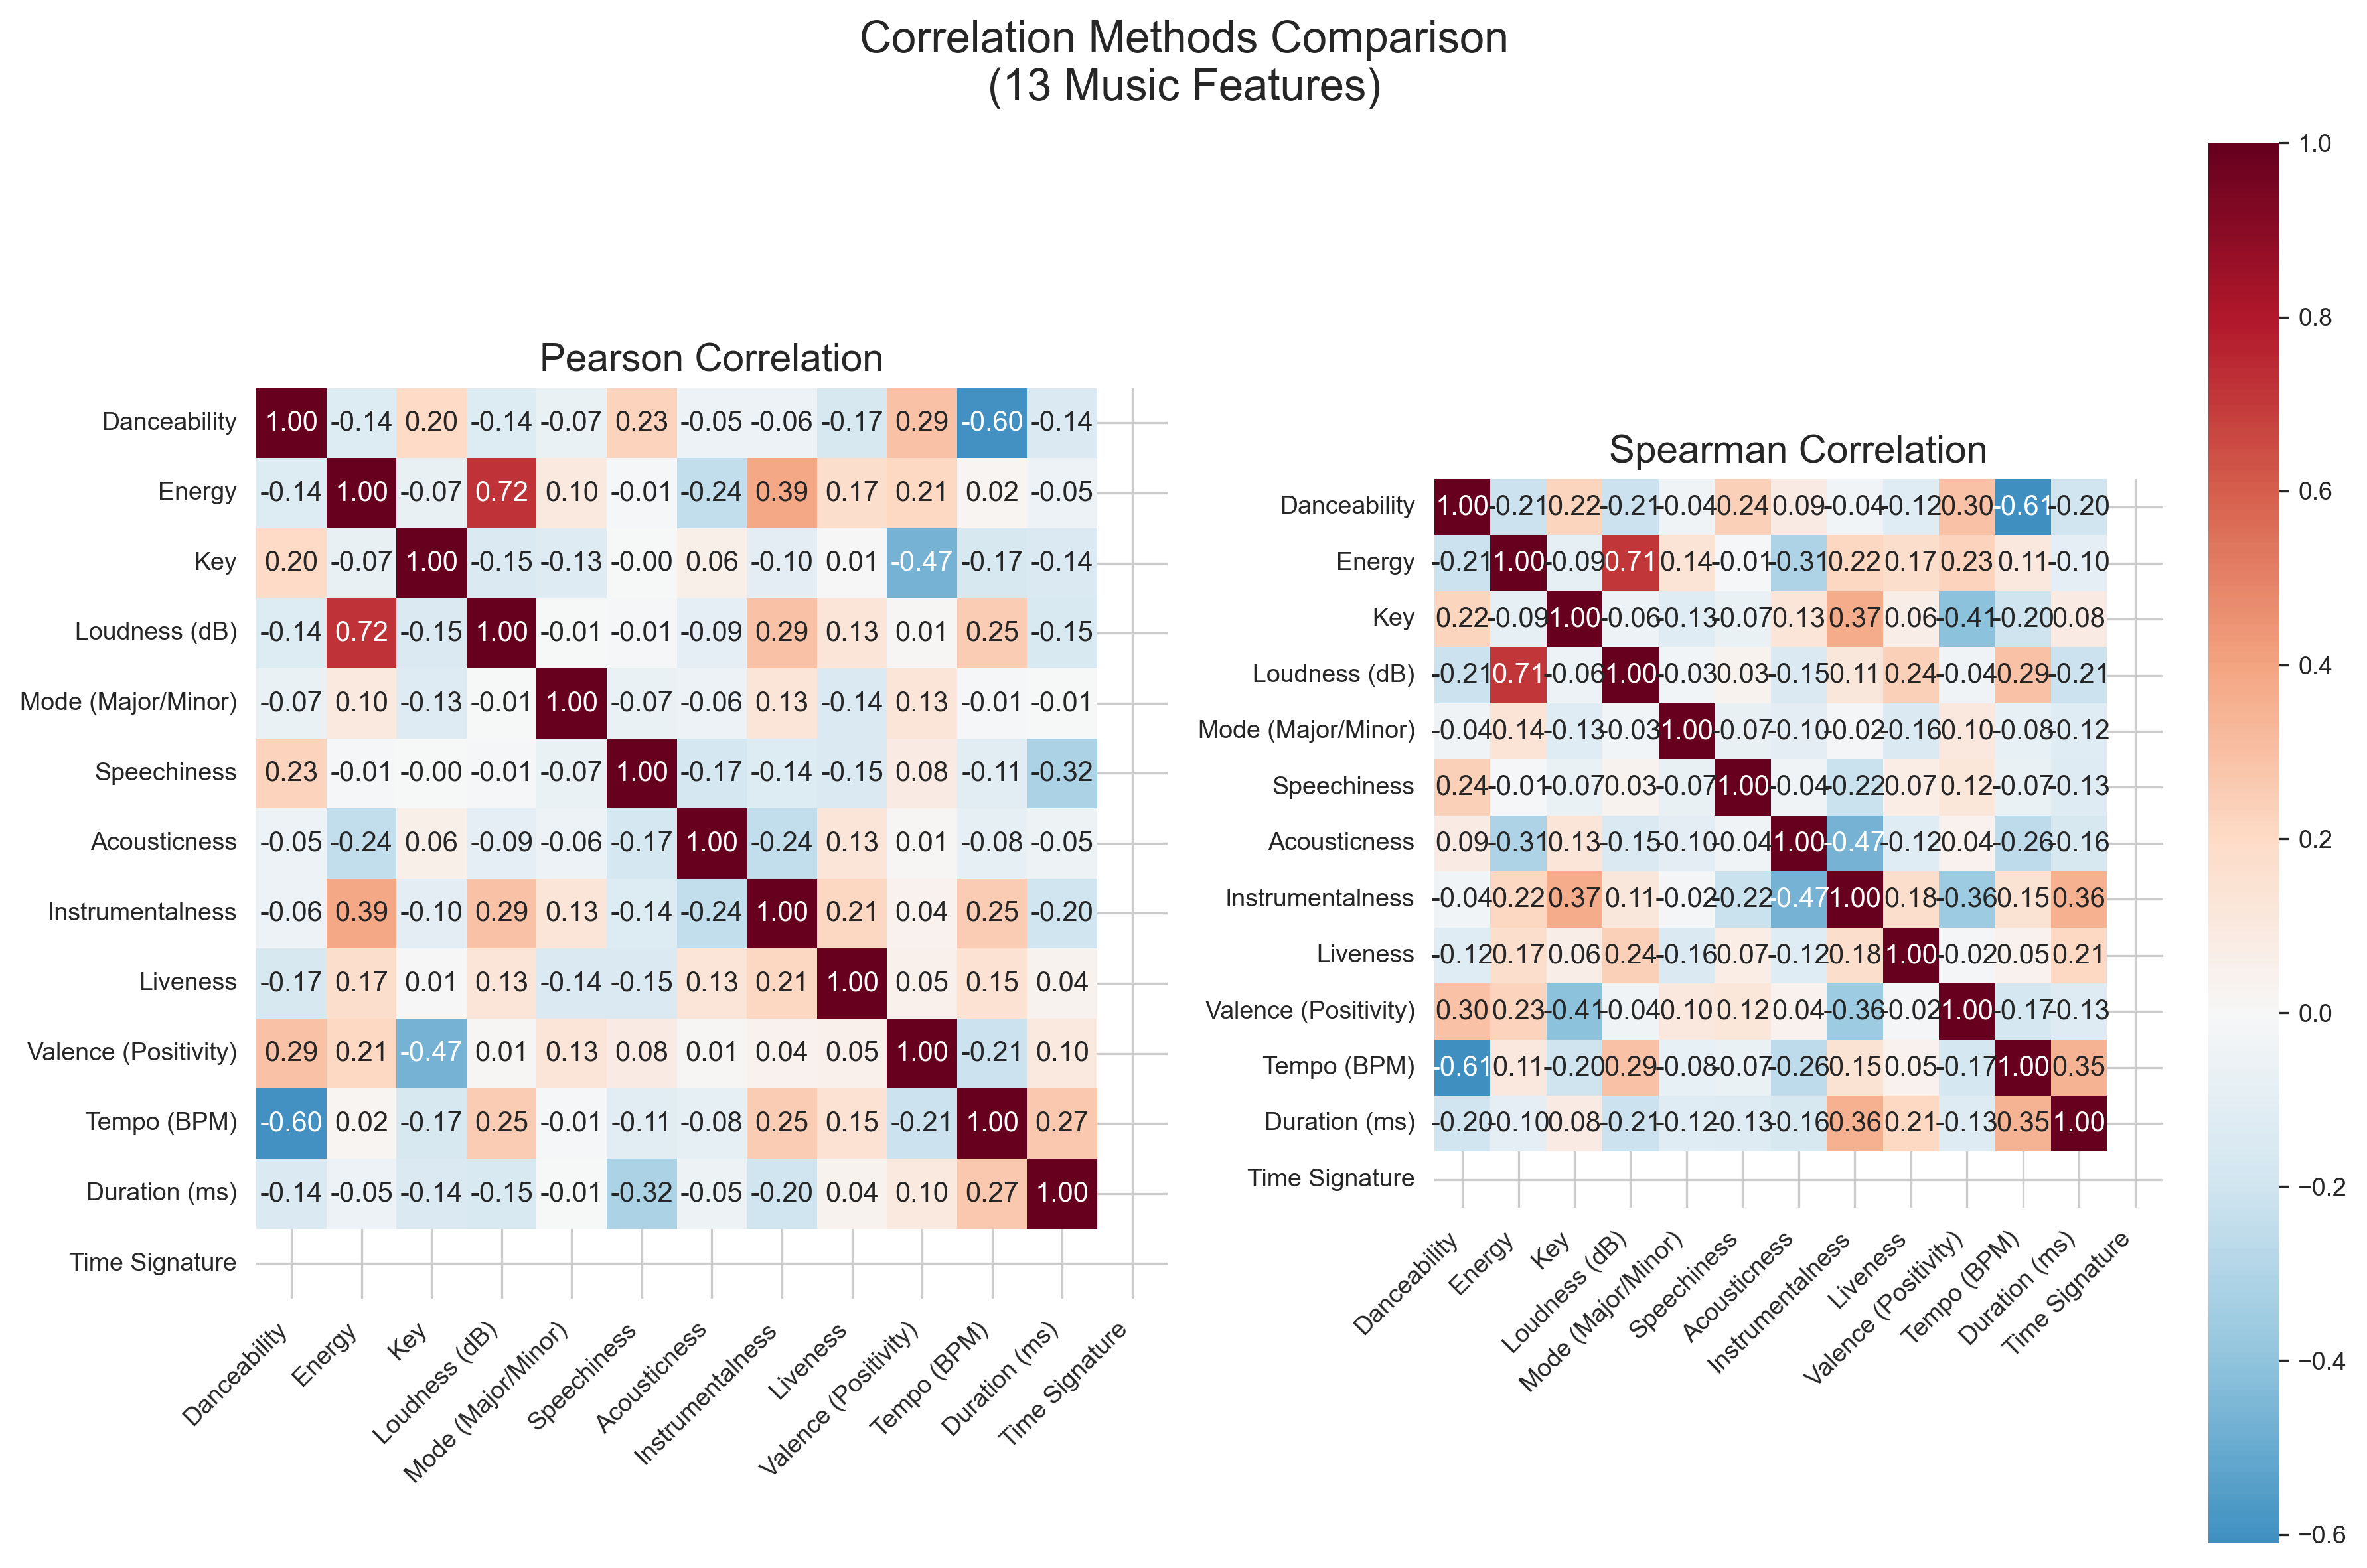 Correlation Methods Comparison
(13 Music Features)
Pearson Correlation
Danceability 1.00 -0.14 0.20 -0.14 -0.07 0.23 -0.05 -0.06 -0.17 0.29 -0.60 -0.14
Energy -0.14 1.00 -0.07 0.72 0.10 -0.01 -0.24 0.39 0.17 0.21 0.02 -0.05
Key 0.20 -0.07 1.00 -0.15 -0.13 -0.00 0.06 -0.10 0.01 -0.47 -0.17 -0.14
Loudness (dB) -0.14 0.72 -0.15 1.00 -0.01 -0.01 -0.09 0.29 0.13 0.01 0.25 -0.15
Mode (Major/Minor) -0.07 0.10 -0.13 -0.01 1.00 -0.07 -0.06 0.13 -0.14 0.13 -0.01 -0.01
Speechiness 0.23 -0.01 -0.00 -0.01 -0.07 1.00 -0.17 -0.14 -0.15 0.08 -0.11 -0.32
Acousticness -0.05 -0.24 0.06 -0.09 -0.06 -0.17 1.00 -0.24 0.13 0.01 -0.08 -0.05
Instrumentalness -0.06 0.39 -0.10 0.29 0.13 -0.14 -0.24 1.00 0.21 0.04 0.25 -0.20
Liveness -0.17 0.17 0.01 0.13 -0.14 -0.15 0.13 0.21 1.00 0.05 0.15 0.04
Valence (Positivity) 0.29 0.21 -0.47 0.01 0.13 0.08 0.01 0.04 0.05 1.00 -0.21 0.10
Tempo (BPM) -0.60 0.02 -0.17 0.25 -0.01 -0.11 -0.08 0.25 0.15 -0.21 1.00 0.27
Duration (ms) -0.14 -0.05 -0.14 -0.15 -0.01 -0.32 -0.05 -0.20 0.04 0.10 0.27 1.00
Time Signature
Danceability
Energy
Key
Loudness (dB)
Mode (Major/Minor)
Speechiness
Acousticness
Instrumentalness
Liveness
Valence (Positivity)
Tempo (BPM)
Duration (ms)
Time Signature
Spearman Correlation
Danceability 1.00 -0.21 0.22 -0.21 -0.04 0.24 0.09 -0.04 -0.12 0.30 -0.61 -0.20
Energy -0.21 1.00 -0.09 0.71 0.14 -0.01 -0.31 0.22 0.17 0.23 0.11 -0.10
Key 0.22 -0.09 1.00 -0.06 -0.13 -0.07 0.13 0.37 0.06 -0.41 -0.20 0.08
Loudness (dB) -0.21 0.71 -0.06 1.00 -0.03 0.03 -0.15 0.11 0.24 -0.04 0.29 -0.21
Mode (Major/Minor) -0.04 0.14 -0.13 -0.03 1.00 -0.07 -0.10 -0.02 -0.16 0.10 -0.08 -0.12
Speechiness 0.24 -0.01 -0.07 0.03 -0.07 1.00 -0.04 -0.22 0.07 0.12 -0.07 -0.13
Acousticness 0.09 -0.31 0.13 -0.15 -0.10 -0.04 1.00 -0.47 -0.12 0.04 -0.26 -0.16
Instrumentalness -0.04 0.22 0.37 0.11 -0.02 -0.22 -0.47 1.00 0.18 -0.36 0.15 0.36
Liveness -0.12 0.17 0.06 0.24 -0.16 0.07 -0.12 0.18 1.00 -0.02 0.05 0.21
Valence (Positivity) 0.30 0.23 -0.41 -0.04 0.10 0.12 0.04 -0.36 -0.02 1.00 -0.17 -0.13
Tempo (BPM) -0.61 0.11 -0.20 0.29 -0.08 -0.07 -0.26 0.15 0.05 -0.17 1.00 0.35
Duration (ms) -0.20 -0.10 0.08 -0.21 -0.12 -0.13 -0.16 0.36 0.21 -0.13 0.35 1.00
Time Signature
Danceability
Energy
Key
Loudness (dB)
Mode (Major/Minor)
Speechiness
Acousticness
Instrumentalness
Liveness
Valence (Positivity)
Tempo (BPM)
Duration (ms)
Time Signature
1.0
0.8
0.6
0.4
0.2
0.0
−0.2
−0.4
−0.6